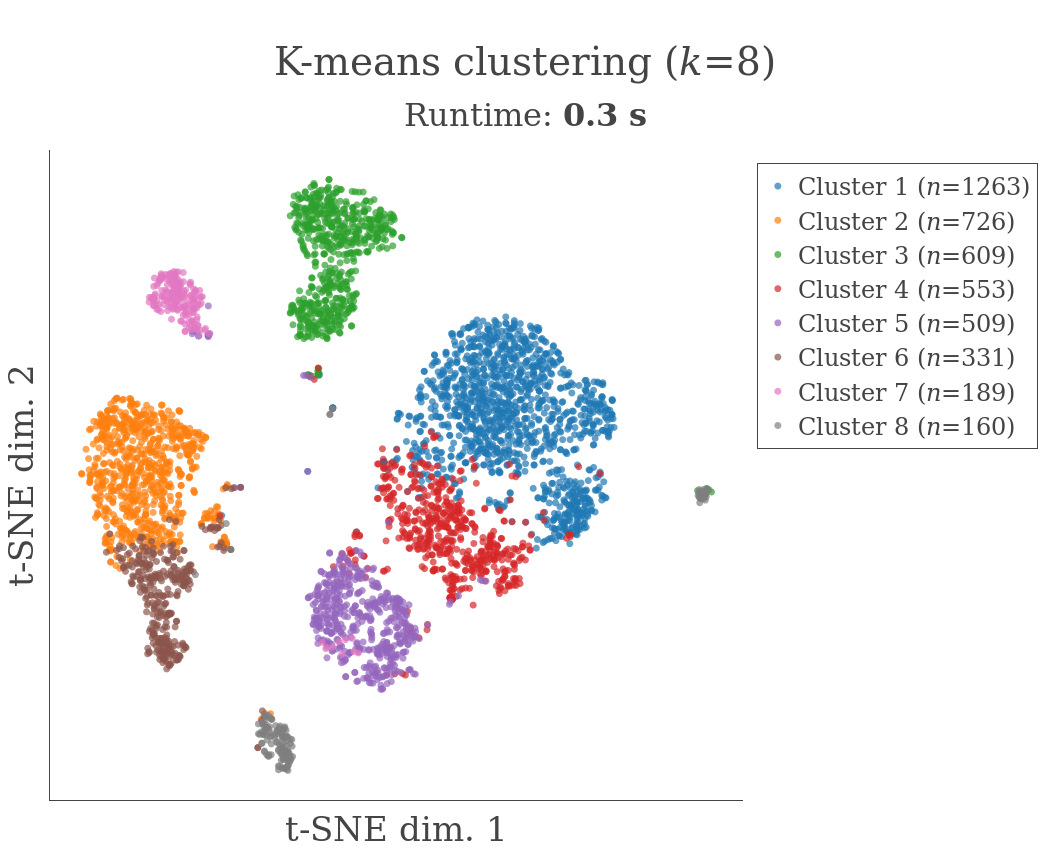 K-means clustering (k=8)
Runtime: 0.3 s
Cluster 1 (n=1263)
Cluster 2 (n=726)
Cluster 3 (n=609)
Cluster 4 (n=553)
Cluster 5 (n=509)
Cluster 6 (n=331)
Cluster 7 (n=189)
Cluster 8 (n=160)
t-SNE dim. 2
t-SNE dim. 1